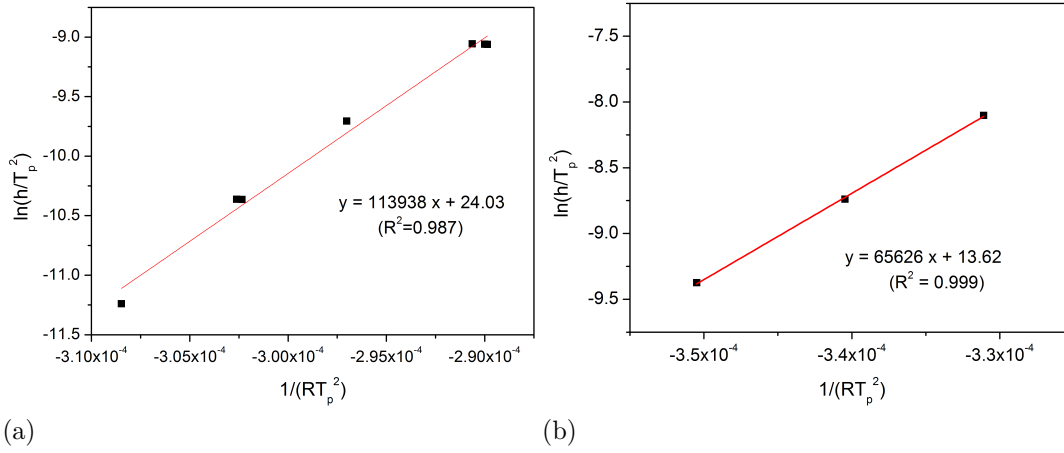 -9.0
-9.5
-10.0
-10.5
-11.0
-11.5
ln(h/T_p^2)
y = 113938 x + 24.03
(R^2=0.987)
-3.10x10^-4 -3.05x10^-4 -3.00x10^-4 -2.95x10^-4 -2.90x10^-4
1/(RT_p^2)
(a)
-7.5
-8.0
-8.5
-9.0
-9.5
ln(h/T_p^2)
y = 65626 x + 13.62
(R^2 = 0.999)
-3.5x10^-4 -3.4x10^-4 -3.3x10^-4
1/(RT_p^2)
(b)